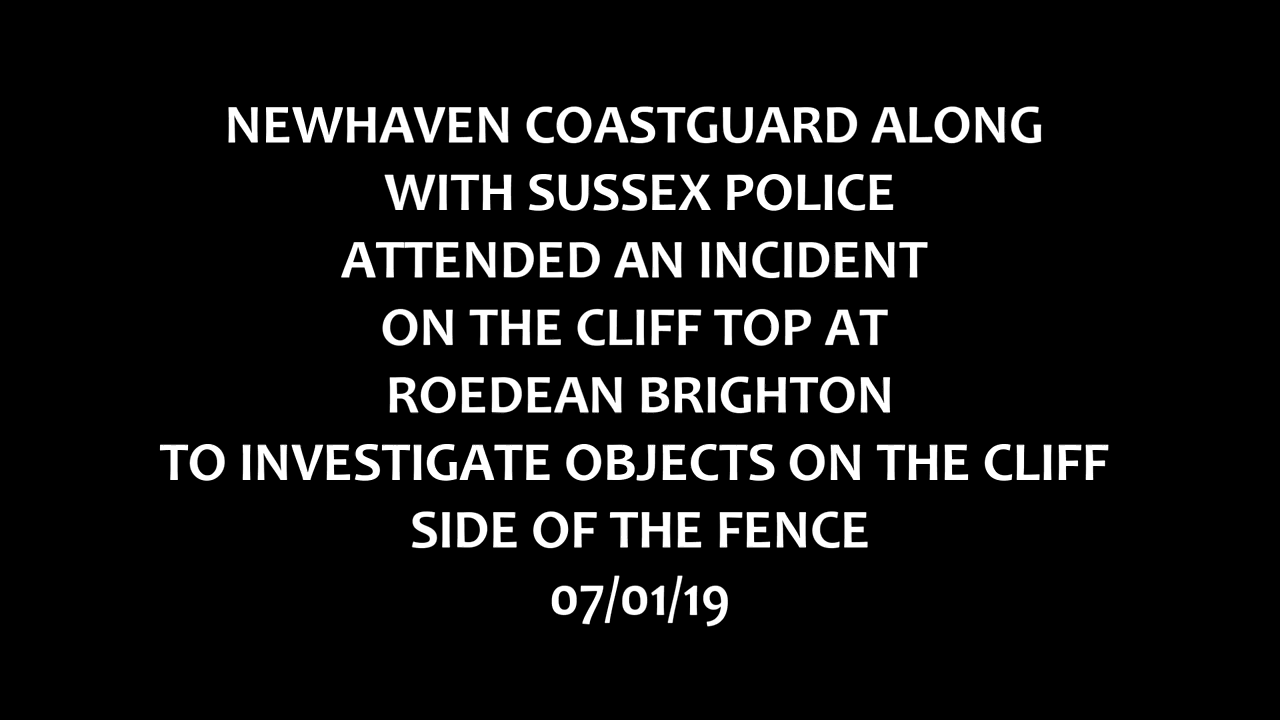 NEWHAVEN COASTGUARD ALONG
WITH SUSSEX POLICE
ATTENDED AN INCIDENT
ON THE CLIFF TOP AT
ROEDEAN BRIGHTON
TO INVESTIGATE OBJECTS ON THE CLIFF
SIDE OF THE FENCE
07/01/19